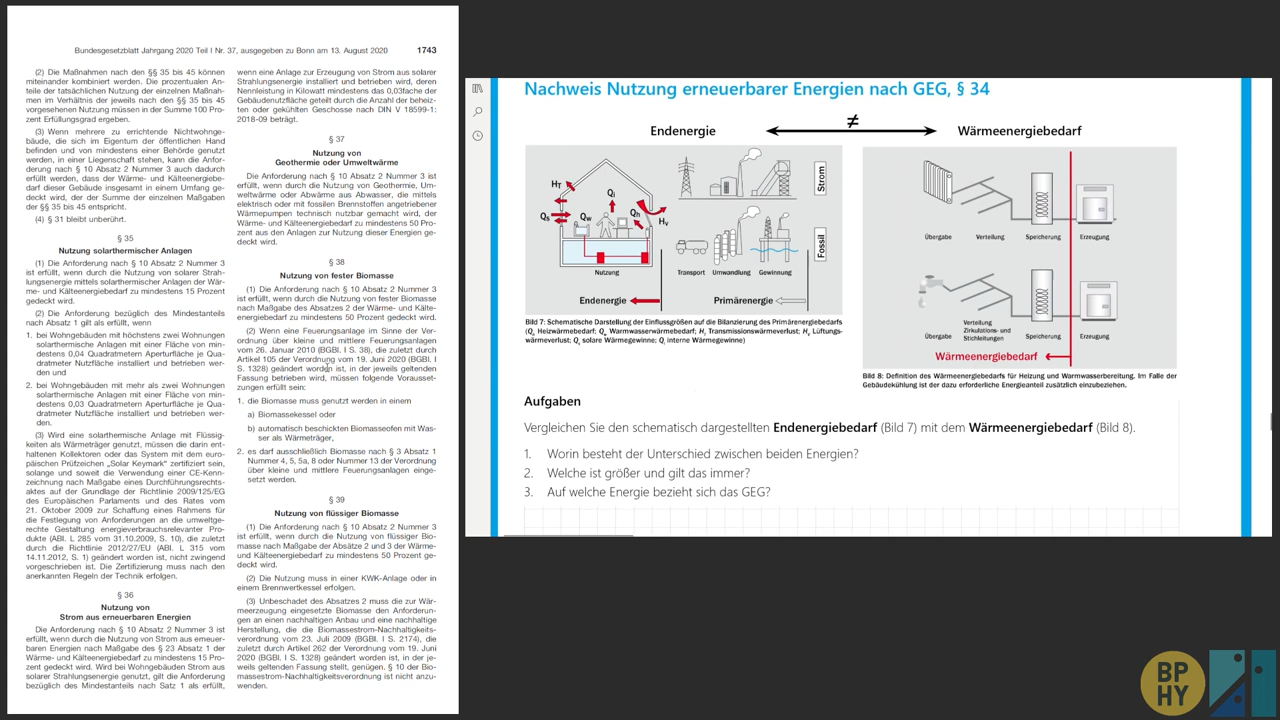 Bundesgesetzblatt Jahrgang 2020 Teil I Nr. 37, ausgegeben zu Bonn am 13. August 2020 1743
(2) Die Maßnahmen nach den §§ 35 bis 45 können
miteinander kombiniert werden. Die prozentualen An-
teile der tatsächlichen Nutzung der einzelnen Maßnah-
men im Verhältnis der jeweils nach den §§ 35 bis 45
vorgesehenen Nutzung müssen in der Summe 100 Pro-
zent Erfüllungsgrad ergeben.
(3) Wenn mehrere zu errichtende Nichtwohnge-
bäude, die sich im Eigentum der öffentlichen Hand
befinden und von mindestens einer Behörde genutzt
werden, in einer Liegenschaft stehen, kann die Anfor-
derung nach § 10 Absatz 2 Nummer 3 auch dadurch
erfüllt werden, dass der Wärme- und Kälteenergiebe-
darf dieser Gebäude insgesamt in einem Umfang ge-
deckt wird, der der Summe der einzelnen Maßgaben
der §§ 35 bis 45 entspricht.
(4) § 31 bleibt unberührt.
§ 35
Nutzung solarthermischer Anlagen
(1) Die Anforderung nach § 10 Absatz 2 Nummer 3
ist erfüllt, wenn durch die Nutzung von solarer Strah-
lungsenergie mittels solarthermischer Anlagen der Wär-
me- und Kälteenergiebedarf zu mindestens 15 Prozent
gedeckt wird.
(2) Die Anforderung bezüglich des Mindestanteils
nach Absatz 1 gilt als erfüllt, wenn
1. bei Wohngebäuden mit höchstens zwei Wohnungen
solarthermische Anlagen mit einer Fläche von min-
destens 0,04 Quadratmetern Aperturfläche je Qua-
dratmeter Nutzfläche installiert und betrieben wer-
den und
2. bei Wohngebäuden mit mehr als zwei Wohnungen
solarthermische Anlagen mit einer Fläche von min-
destens 0,03 Quadratmetern Aperturfläche je Qua-
dratmeter Nutzfläche installiert und betrieben wer-
den.
(3) Wird eine solarthermische Anlage mit Flüssig-
keiten als Wärmeträger genutzt, müssen die darin ent-
haltenen Kollektoren oder das System mit dem euro-
päischen Prüfzeichen „Solar Keymark“ zertifiziert sein,
solange und soweit die Verwendung einer CE-Kenn-
zeichnung nach Maßgabe eines Durchführungsrechts-
aktes auf der Grundlage der Richtlinie 2009/125/EG
des Europäischen Parlaments und des Rates vom
21. Oktober 2009 zur Schaffung eines Rahmens für
die Festlegung von Anforderungen an die umweltge-
rechte Gestaltung energieverbrauchsrelevanter Pro-
dukte (ABl. L 285 vom 31.10.2009, S. 10), die zuletzt
durch die Richtlinie 2012/27/EU (ABl. L 315 vom
14.11.2012, S. 1) geändert worden ist, nicht zwingend
vorgeschrieben ist. Die Zertifizierung muss nach den
anerkannten Regeln der Technik erfolgen.
§ 36
Nutzung von
Strom aus erneuerbaren Energien
Die Anforderung nach § 10 Absatz 2 Nummer 3 ist
erfüllt, wenn durch die Nutzung von Strom aus erneuer-
baren Energien nach Maßgabe des § 23 Absatz 1 der
Wärme- und Kälteenergiebedarf zu mindestens 15 Pro-
zent gedeckt wird. Wird bei Wohngebäuden Strom aus
solarer Strahlungsenergie genutzt, gilt die Anforderung
bezüglich des Mindestanteils nach Satz 1 als erfüllt,
wenn eine Anlage zur Erzeugung von Strom aus solarer
Strahlungsenergie installiert und betrieben wird, deren
Nennleistung in Kilowatt mindestens das 0,03fache der
Gebäudenutzfläche geteilt durch die Anzahl der beheiz-
ten oder gekühlten Geschosse nach DIN V 18599-1:
2018-09 beträgt.
§ 37
Nutzung von
Geothermie oder Umweltwärme
Die Anforderung nach § 10 Absatz 2 Nummer 3 ist
erfüllt, wenn durch die Nutzung von Geothermie, Um-
weltwärme oder Abwärme aus Abwasser, die mittels
elektrisch oder mit fossilen Brennstoffen angetriebener
Wärmepumpen technisch nutzbar gemacht wird, der
Wärme- und Kälteenergiebedarf zu mindestens 50 Pro-
zent aus den Anlagen zur Nutzung dieser Energien ge-
deckt wird.
§ 38
Nutzung von fester Biomasse
(1) Die Anforderung nach § 10 Absatz 2 Nummer 3
ist erfüllt, wenn durch die Nutzung von fester Biomasse
nach Maßgabe des Absatzes 2 der Wärme- und Kälte-
energiebedarf zu mindestens 50 Prozent gedeckt wird.
(2) Wenn eine Feuerungsanlage im Sinne der Ver-
ordnung über kleine und mittlere Feuerungsanlagen
vom 26. Januar 2010 (BGBl. I S. 38), die zuletzt durch
Artikel 105 der Verordnung vom 19. Juni 2020 (BGBl. I
S. 1328) geändert worden ist, in der jeweils geltenden
Fassung betrieben wird, müssen folgende Vorausset-
zungen erfüllt sein:
1. die Biomasse muss genutzt werden in einem
a) Biomassekessel oder
b) automatisch beschickten Biomasseofen mit Was-
ser als Wärmeträger,
2. es darf ausschließlich Biomasse nach § 3 Absatz 1
Nummer 4, 5, 5a, 8 oder Nummer 13 der Verordnung
über kleine und mittlere Feuerungsanlagen einge-
setzt werden.
§ 39
Nutzung von flüssiger Biomasse
(1) Die Anforderung nach § 10 Absatz 2 Nummer 3
ist erfüllt, wenn durch die Nutzung von flüssiger Bio-
masse nach Maßgabe der Absätze 2 und 3 der Wärme-
und Kälteenergiebedarf zu mindestens 50 Prozent ge-
deckt wird.
(2) Die Nutzung muss in einer KWK-Anlage oder in
einem Brennwertkessel erfolgen.
(3) Unbeschadet des Absatzes 2 muss die zur Wär-
meerzeugung eingesetzte Biomasse den Anforderun-
gen an einen nachhaltigen Anbau und eine nachhaltige
Herstellung, die die Biomassestrom-Nachhaltigkeits-
verordnung vom 23. Juli 2009 (BGBl. I S. 2174), die
zuletzt durch Artikel 262 der Verordnung vom 19. Juni
2020 (BGBl. I S. 1328) geändert worden ist, in der je-
weils geltenden Fassung stellt, genügen. § 10 der Bio-
massestrom-Nachhaltigkeitsverordnung ist nicht anzu-
wenden.
Nachweis Nutzung erneuerbarer Energien nach GEG, § 34
Endenergie ≠ Wärmeenergiebedarf
HT
Qs
Qw
Qi
Qh
HV
Strom
Fossil
Nutzung Transport Umwandlung Gewinnung
Endenergie Primärenergie
Bild 7: Schematische Darstellung der Einflussgrößen auf die Bilanzierung des Primärenergiebedarfs
(Qh Heizwärmebedarf; Qw Warmwasserwärmebedarf; HT Transmissionswärmeverlust; HV Lüftungs-
wärmeverlust; Qs solare Wärmegewinne; Qi interne Wärmegewinne)
Übergabe Verteilung Speicherung Erzeugung
Übergabe Verteilung Zirkulations- und Stichleitungen Speicherung Erzeugung
Wärmeenergiebedarf
Bild 8: Definition des Wärmeenergiebedarfs für Heizung und Warmwasserbereitung. Im Falle der
Gebäudekühlung ist der dazu erforderliche Energieanteil zusätzlich einzubeziehen.
Aufgaben
Vergleichen Sie den schematisch dargestellten Endenergiebedarf (Bild 7) mit dem Wärmeenergiebedarf (Bild 8).
1. Worin besteht der Unterschied zwischen beiden Energien?
2. Welche ist größer und gilt das immer?
3. Auf welche Energie bezieht sich das GEG?
BP
HY